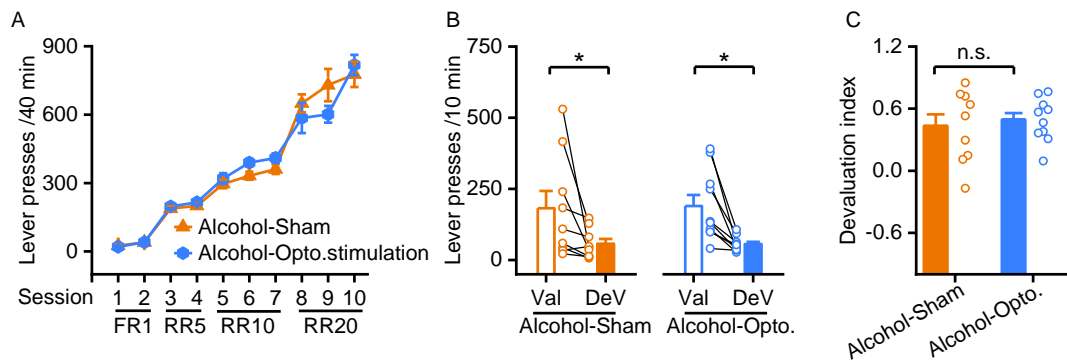 A
Lever presses /40 min
900
600
300
0
Alcohol-Sham
Alcohol-Opto.stimulation
Session 1 2 3 4 5 6 7 8 9 10
FR1 RR5 RR10 RR20
B
Lever presses /10 min
750
500
250
0
* *
Val DeV Val DeV
Alcohol-Sham Alcohol-Opto.
C
Devaluation index
1.2
0.6
0.0
-0.6
n.s.
Alcohol-Sham
Alcohol-Opto.